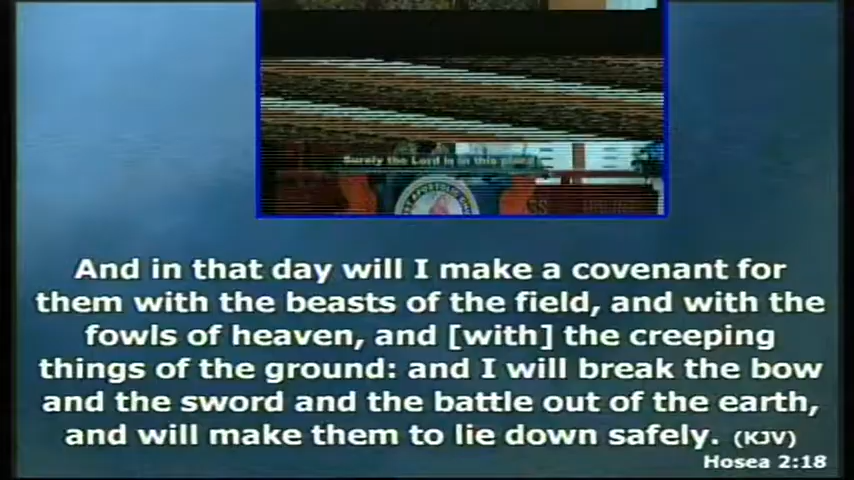 Surely the Lord is in this place
APOSTOLIC
And in that day will I make a covenant for
them with the beasts of the field, and with the
fowls of heaven, and [with] the creeping
things of the ground: and I will break the bow
and the sword and the battle out of the earth,
and will make them to lie down safely. (KJV)
Hosea 2:18